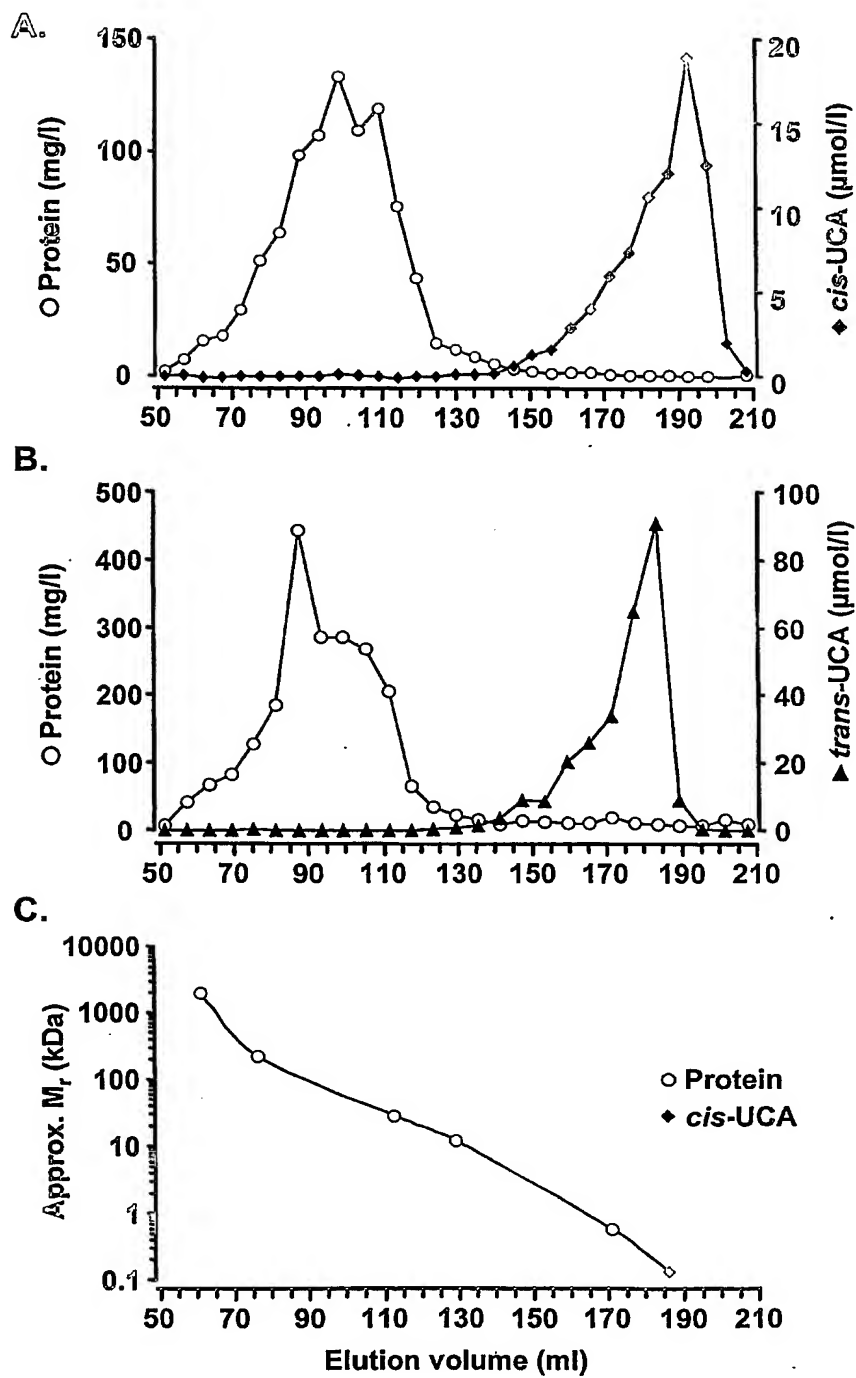 A.
150
100
50
0
Protein (mg/l)
20
15
10
5
0
cis-UCA (µmol/l)
50 70 90 110 130 150 170 190 210
B.
500
400
300
200
100
0
Protein (mg/l)
100
80
60
40
20
0
trans-UCA (µmol/l)
50 70 90 110 130 150 170 190 210
C.
10000
1000
100
10
1
0.1
Approx. Mr (kDa)
Protein
cis-UCA
50 70 90 110 130 150 170 190 210
Elution volume (ml)